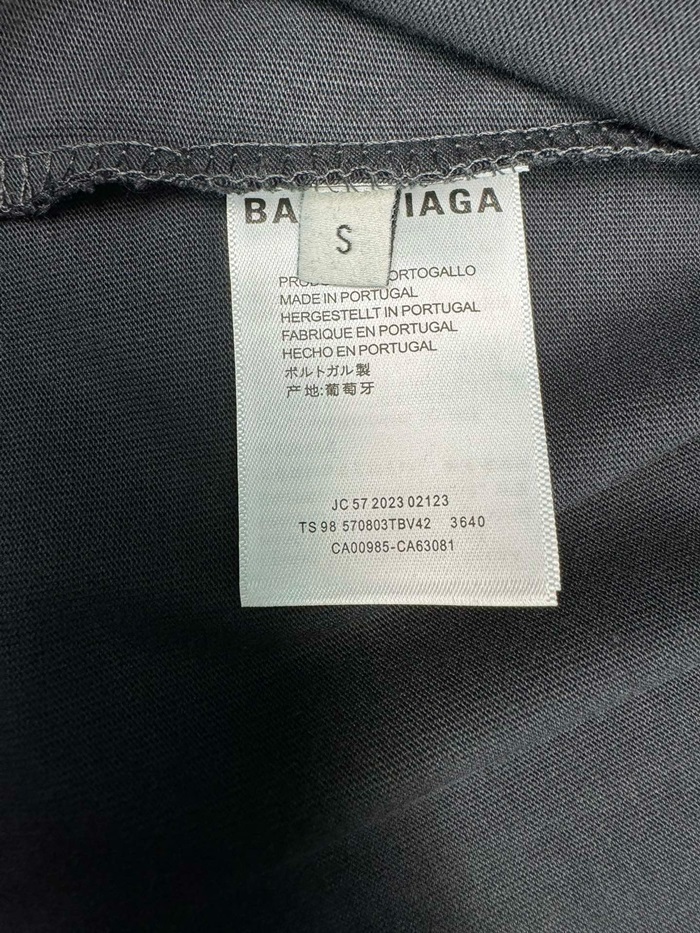 BA IAGA
S
PRO ORTOGALLO
MADE IN PORTUGAL
HERGESTELLT IN PORTUGAL
FABRIQUE EN PORTUGAL
HECHO EN PORTUGAL
ポルトガル製
产地:葡萄牙
JC 57 2023 02123
TS 98 570803TBV42 3640
CA00985-CA63081